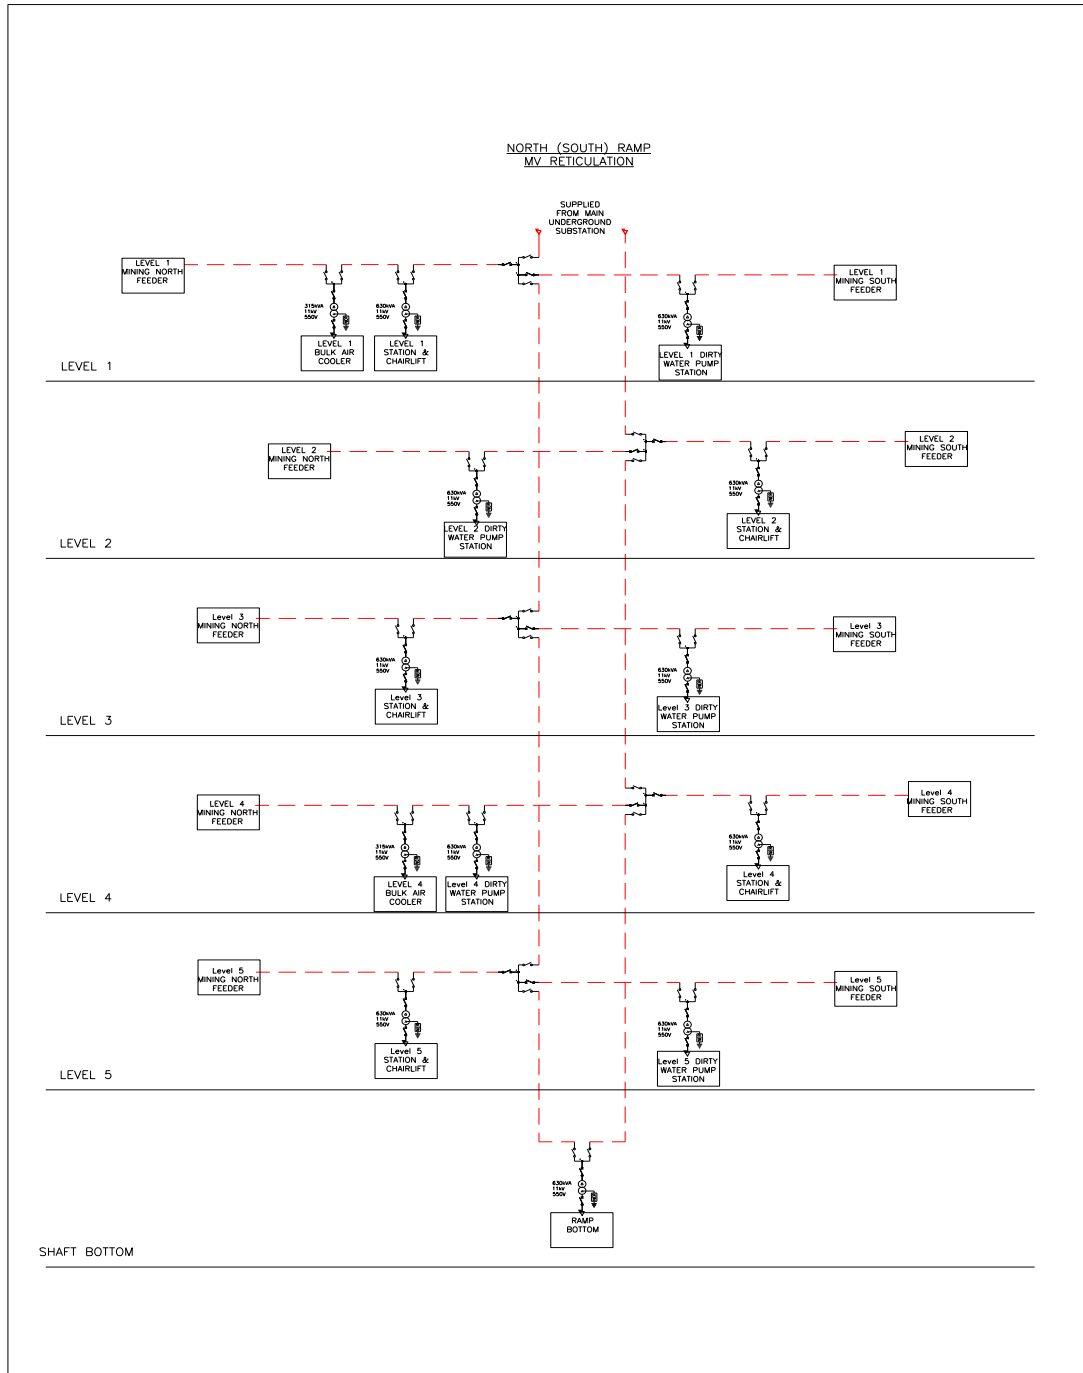 NORTH (SOUTH) RAMP
MV RETICULATION
SUPPLIED
FROM MAIN
UNDERGROUND
SUBSTATION
LEVEL 1
MINING NORTH
FEEDER
LEVEL 1
MINING SOUTH
FEEDER
315kVA
11kV
550V
630kVA
11kV
550V
630kVA
11kV
550V
LEVEL 1
BULK AIR
COOLER
LEVEL 1
STATION &
CHAIRLIFT
LEVEL 1 DIRTY
WATER PUMP
STATION
LEVEL 1
LEVEL 2
MINING NORTH
FEEDER
LEVEL 2
MINING SOUTH
FEEDER
630kVA
11kV
550V
630kVA
11kV
550V
LEVEL 2 DIRTY
WATER PUMP
STATION
LEVEL 2
STATION &
CHAIRLIFT
LEVEL 2
Level 3
MINING NORTH
FEEDER
Level 3
MINING SOUTH
FEEDER
630kVA
11kV
550V
630kVA
11kV
550V
Level 3
STATION &
CHAIRLIFT
Level 3 DIRTY
WATER PUMP
STATION
LEVEL 3
LEVEL 4
MINING NORTH
FEEDER
Level 4
MINING SOUTH
FEEDER
315kVA
11kV
550V
630kVA
11kV
550V
630kVA
11kV
550V
LEVEL 4
BULK AIR
COOLER
Level 4 DIRTY
WATER PUMP
STATION
Level 4
STATION &
CHAIRLIFT
LEVEL 4
Level 5
MINING NORTH
FEEDER
Level 5
MINING SOUTH
FEEDER
630kVA
11kV
550V
630kVA
11kV
550V
Level 5
STATION &
CHAIRLIFT
Level 5 DIRTY
WATER PUMP
STATION
LEVEL 5
630kVA
11kV
550V
RAMP
BOTTOM
SHAFT BOTTOM